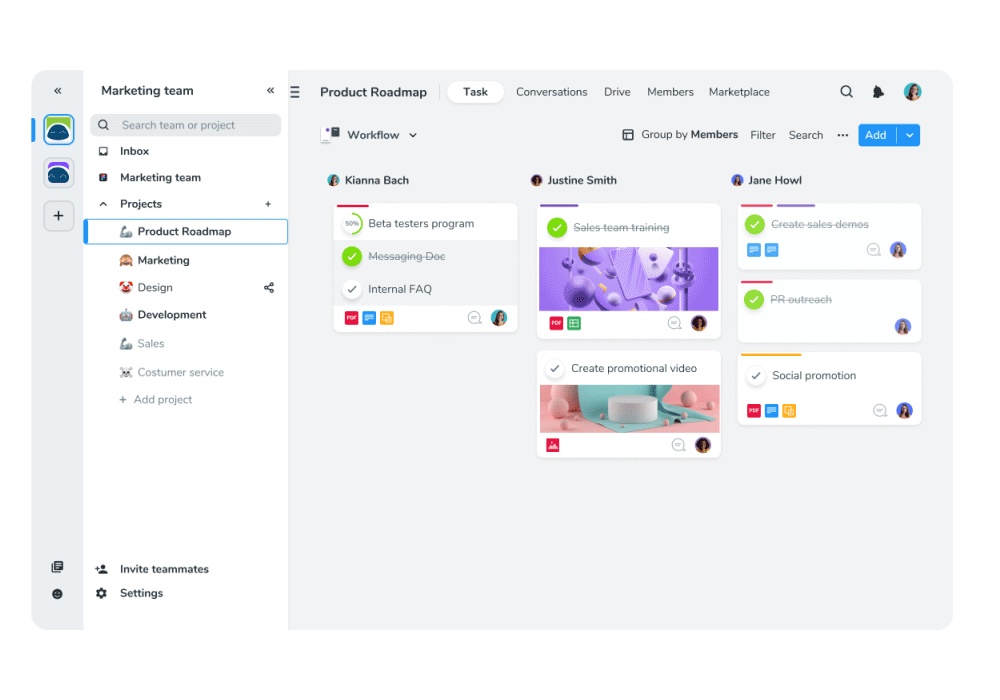 Marketing team
Search team or project
Inbox
Marketing team
Projects
Product Roadmap
Marketing
Design
Development
Sales
Costumer service
Add project
Invite teammates
Settings
Product Roadmap Task Conversations Drive Members Marketplace
Workflow Group by Members Filter Search Add
Kianna Bach
50% Beta testers program
Messaging Doc
Internal FAQ
PDF
Justine Smith
Sales team training
PDF
Create promotional video
Jane Howl
Create sales demos
PR outreach
Social promotion
PDF